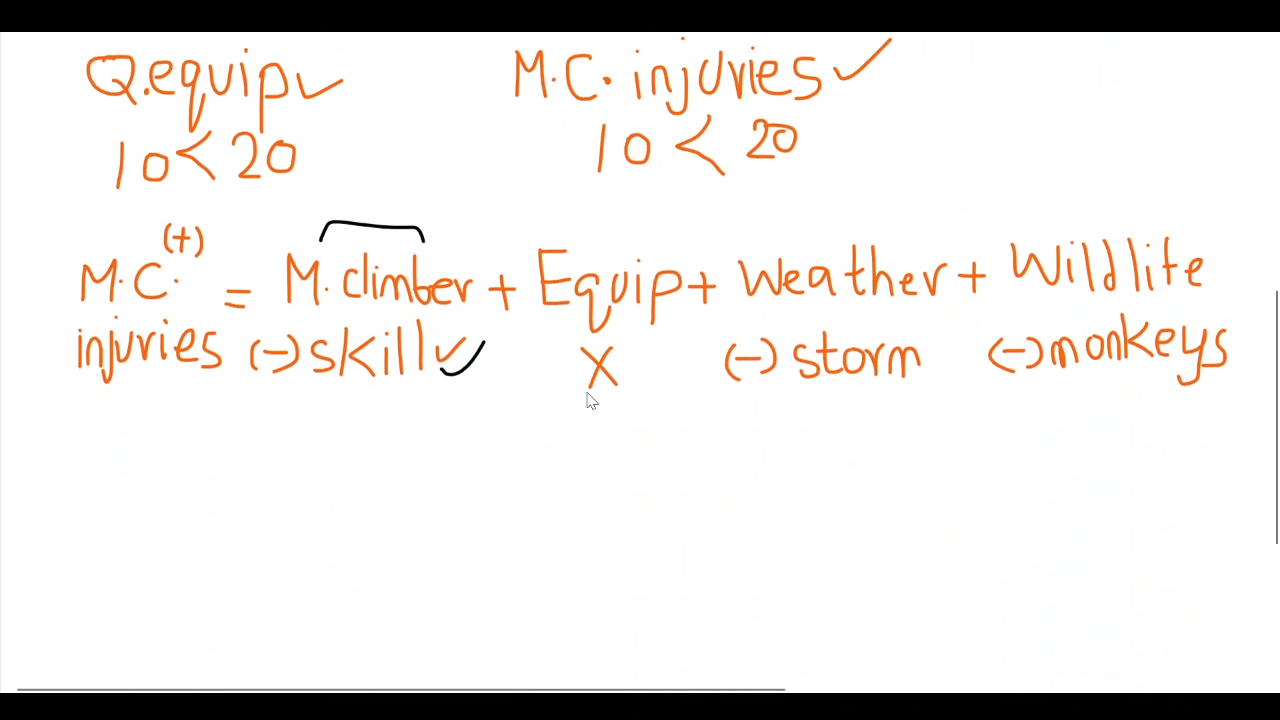 Q.equip✓ M.C. injuries✓
10 < 20 10 < 20
(+)
M.C. = M.climber + Equip + Weather + Wildlife
injuries (-) skill✓ X (-) storm (-) monkeys